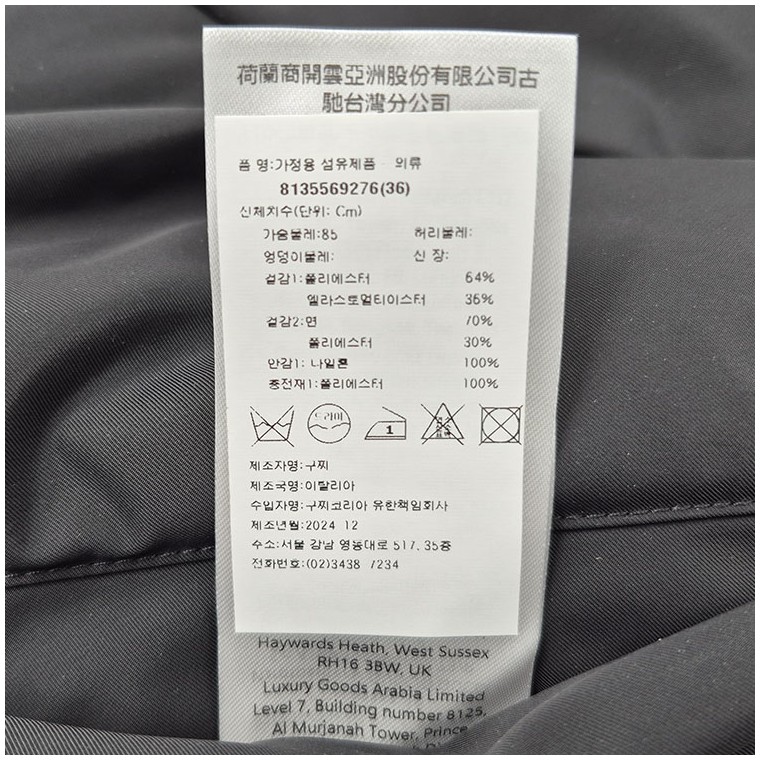 荷蘭商開雲亞洲股份有限公司古
馳台灣分公司
품 명:가정용 섬유제품 의류
8135569276(36)
신체치수(단위: Cm)
가슴둘레:85 허리둘레:
엉덩이둘레: 신 장:
겉감1:폴리에스터 64%
엘라스토멀티이스터 36%
겉감2:면 70%
폴리에스터 30%
안감1: 나일론 100%
충전재1:폴리에스터 100%
드라이 1
제조자명:구찌
제조국명:이탈리아
수입자명:구찌코리아 유한책임회사
제조년월:2024 12
주소:서울 강남 영동대로 517, 35층
전화번호:(02)3438 7234
Haywards Heath, West Sussex
RH16 3BW, UK
Luxury Goods Arabia Limited
Level 7, Building number 8125,
Al Murjanah Tower, Prince